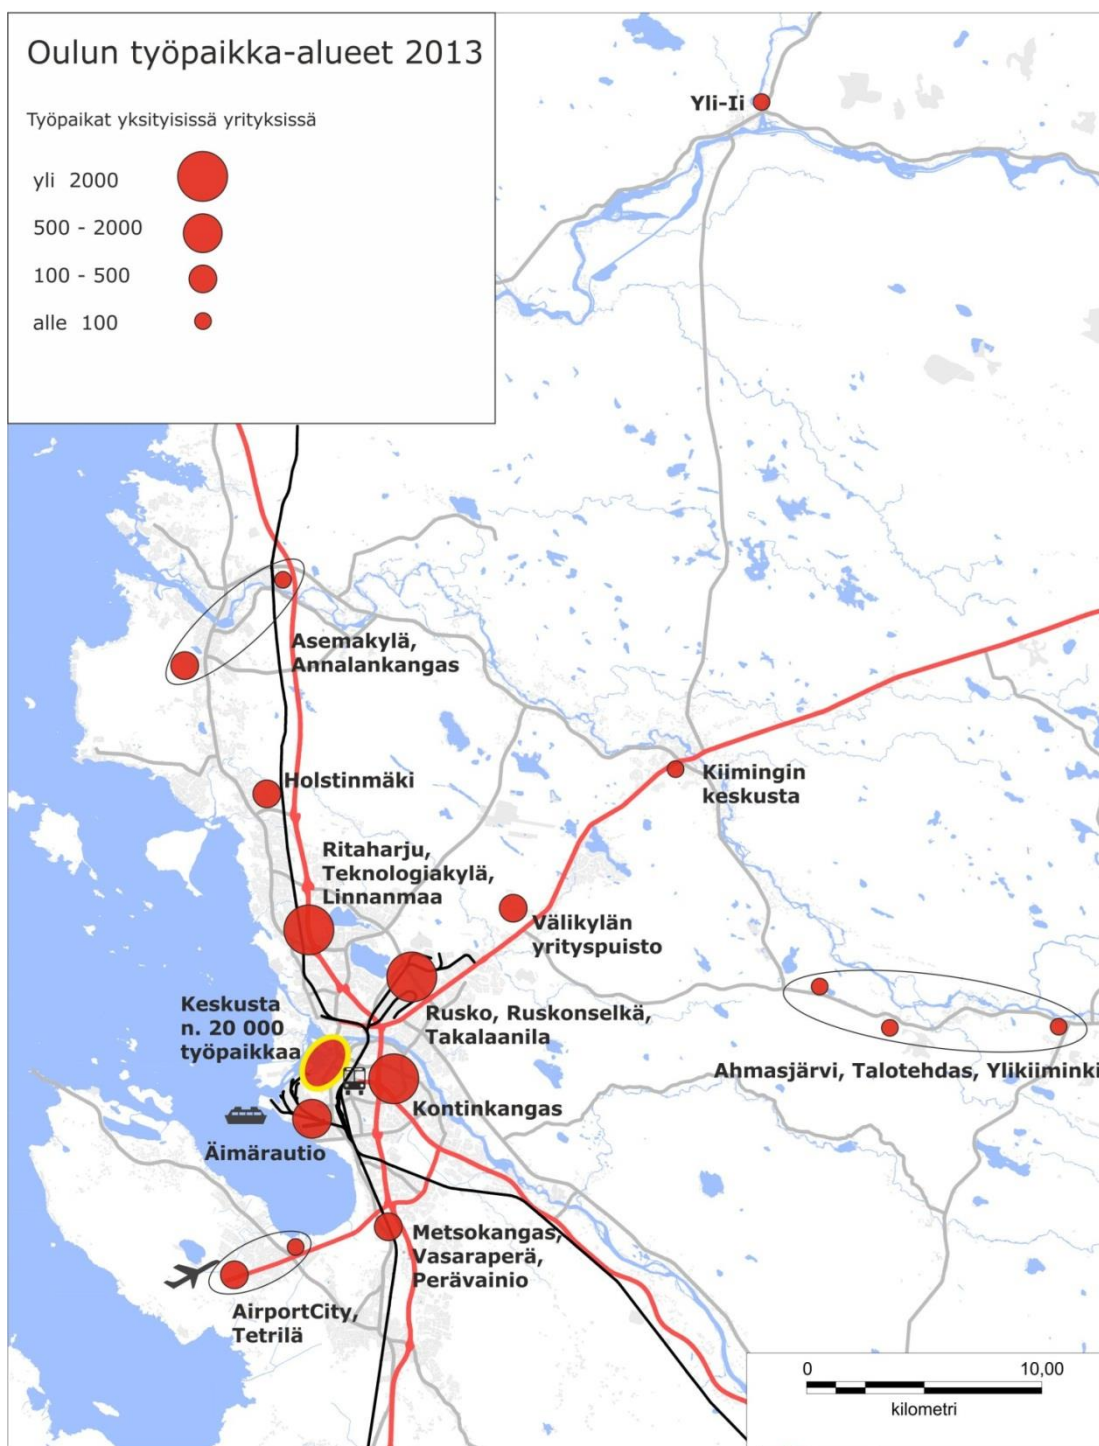 Oulun työpaikka-alueet 2013
Työpaikat yksityisissä yrityksissä
yli 2000
500 - 2000
100 - 500
alle 100
Yli-Ii
Asemakylä,
Annalankangas
Holstinmäki
Kiimingin
keskusta
Ritaharju,
Teknologiakylä,
Linnanmaa
Välikylän
yrityspuisto
Keskusta
n. 20 000
työpaikkaa
Rusko, Ruskonselkä,
Takalaanila
Ahmasjärvi, Talotehdas, Ylikiiminki
Kontinkangas
Äimärautio
Metsokangas,
Vasaraperä,
Perävainio
AirportCity,
Tetrilä
0 10,00
kilometri